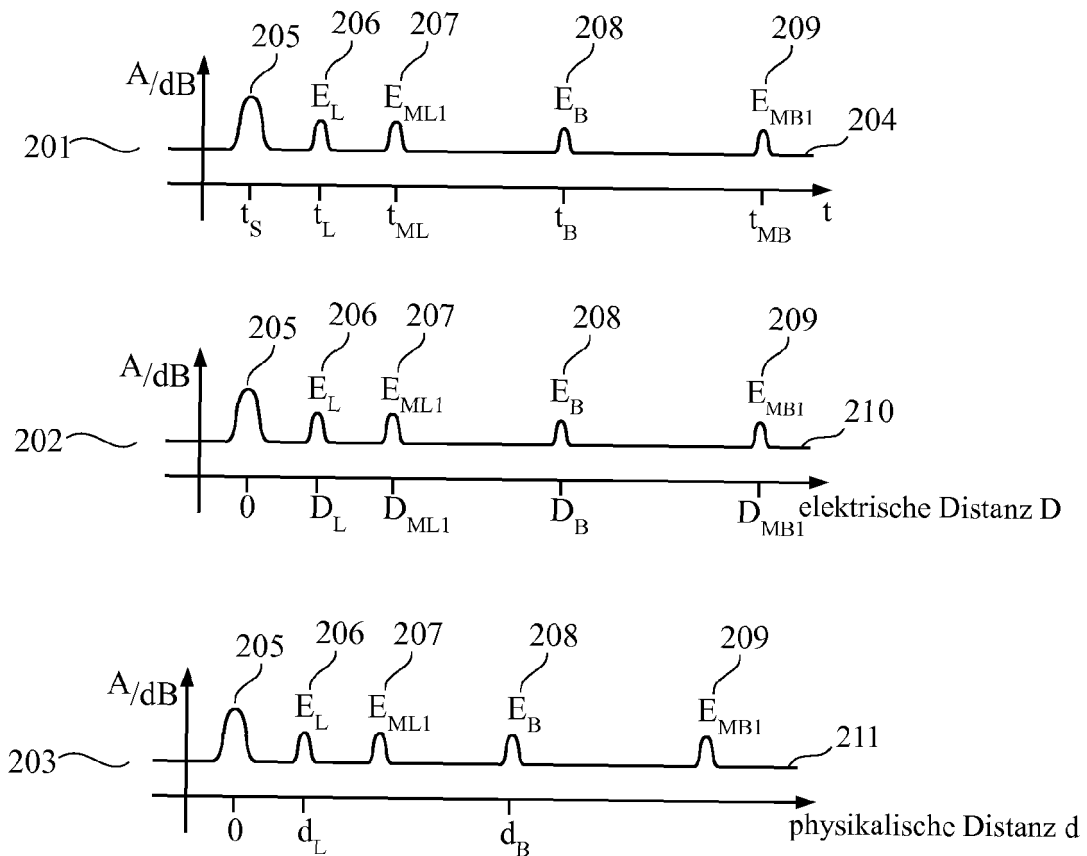 205 206 207 208 209
A/dB E_L E_ML1 E_B E_MB1
201 204
t_S t_L t_ML t_B t_MB t
205 206 207 208 209
A/dB E_L E_ML1 E_B E_MB1
202 210
0 D_L D_ML1 D_B D_MB1 elektrische Distanz D
205 206 207 208 209
A/dB E_L E_ML1 E_B E_MB1
203 211
0 d_L d_B physikalische Distanz d